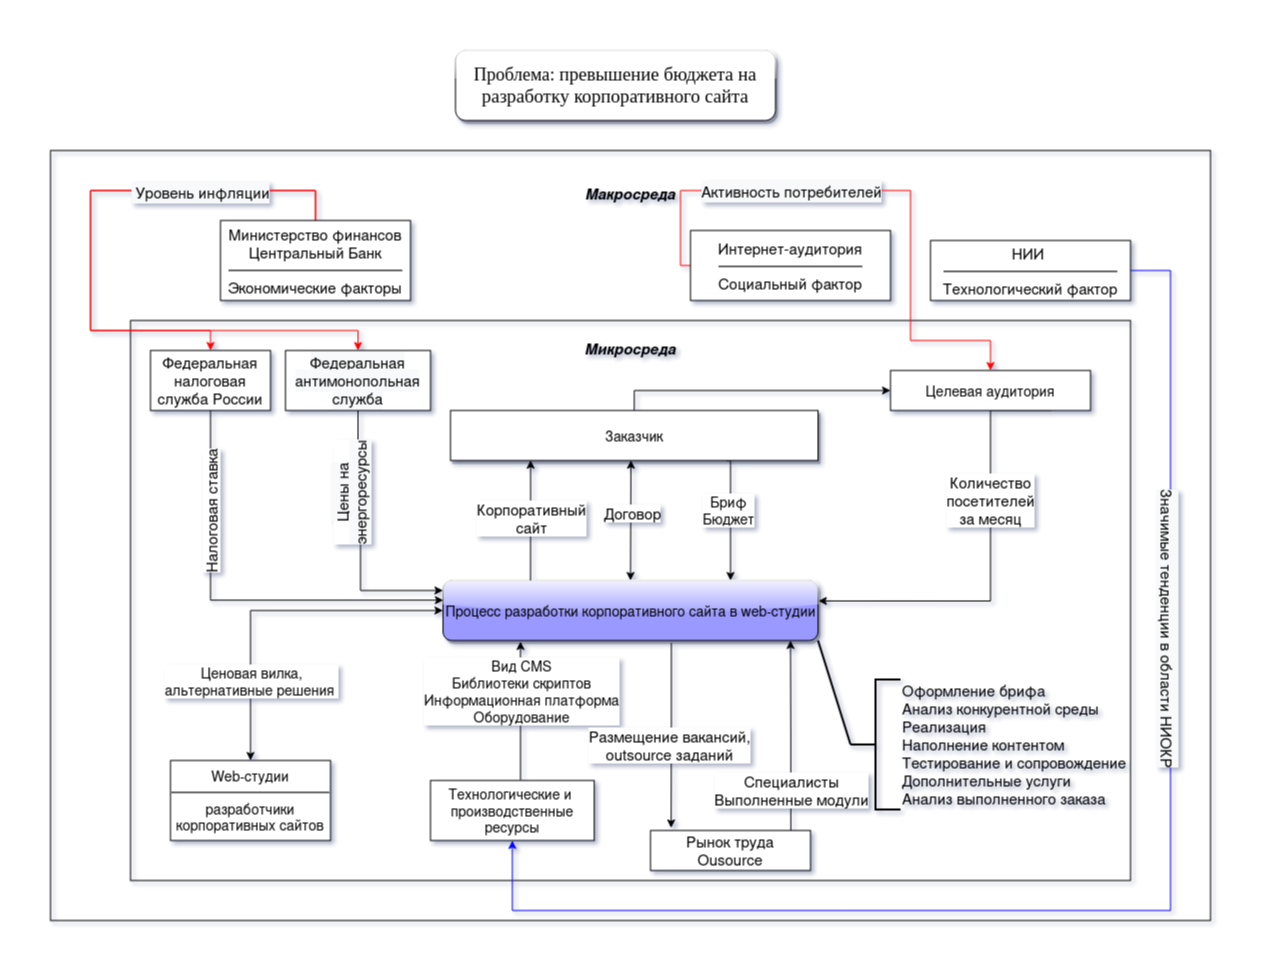 Проблема: превышение бюджета на
разработку корпоративного сайта
Уровень инфляции
Макросреда
Активность потребителей
Министерство финансов
Центральный Банк
Экономические факторы
Интернет-аудитория
Социальный фактор
НИИ
Технологический фактор
Микросреда
Федеральная
налоговая
служба России
Федеральная
антимонопольная
служба
Целевая аудитория
Заказчик
Налоговая ставка
Цены на
энергоресурсы
Корпоративный
сайт
Договор
Бриф
Бюджет
Количество
посетителей
за месяц
Значимые тенденции в области НИОКР
Процесс разработки корпоративного сайта в web-студии
Ценовая вилка,
альтернативные решения
Вид CMS
Библиотеки скриптов
Информационная платформа
Оборудование
Размещение вакансий,
outsource заданий
Специалисты
Выполненные модули
Оформление брифа
Анализ конкурентной среды
Реализация
Наполнение контентом
Тестирование и сопровождение
Дополнительные услуги
Анализ выполненного заказа
Web-студии
разработчики
корпоративных сайтов
Технологические и
производственные
ресурсы
Рынок труда
Ousource